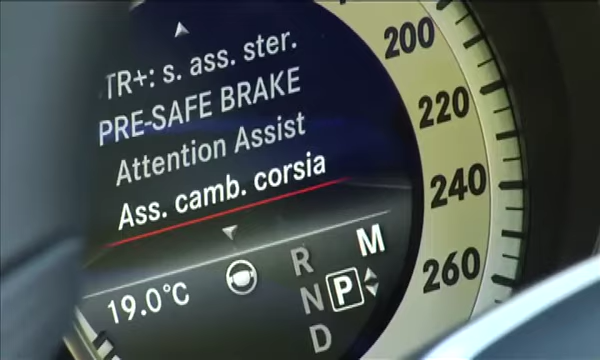 TR+: s. ass. ster.
PRE-SAFE BRAKE
Attention Assist
Ass. camb. corsia
19.0°C
R
N
D
P
M
200
220
240
260